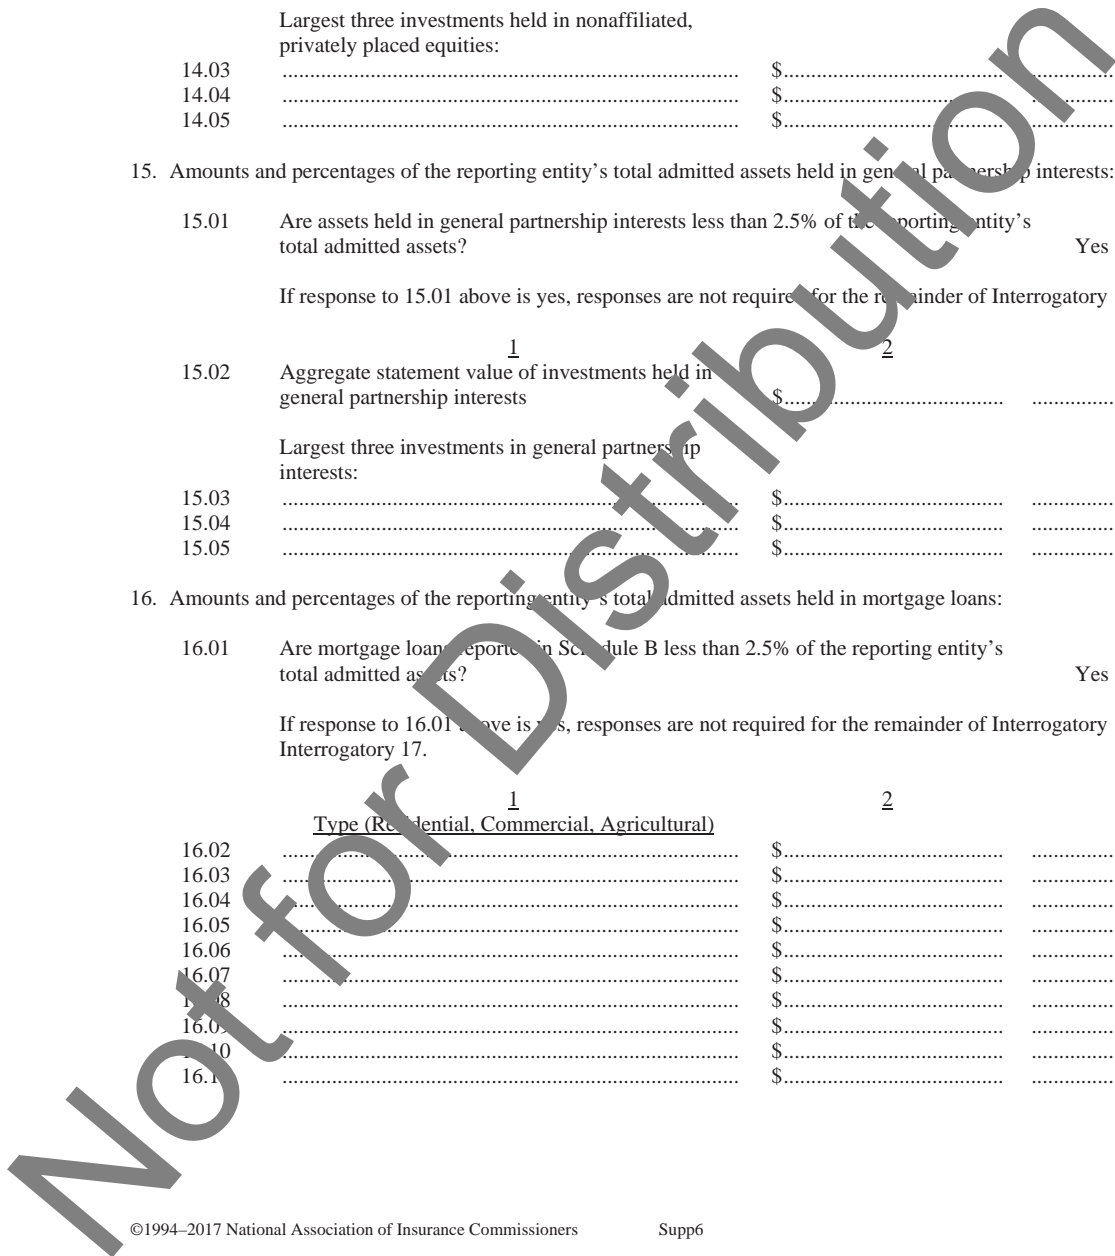 Largest three investments held in nonaffiliated,
privately placed equities:
14.03 .................................................................................... $........................................ ...............
14.04 .................................................................................... $........................................ ...............
14.05 .................................................................................... $........................................ ...............
15. Amounts and percentages of the reporting entity's total admitted assets held in general partnership interests:
15.01 Are assets held in general partnership interests less than 2.5% of the reporting entity's
total admitted assets? Yes
If response to 15.01 above is yes, responses are not required for the remainder of Interrogatory
1 2
15.02 Aggregate statement value of investments held in
general partnership interests $........................................ ...............
Largest three investments in general partnership
interests:
15.03 .................................................................................... $........................................ ...............
15.04 .................................................................................... $........................................ ...............
15.05 .................................................................................... $........................................ ...............
16. Amounts and percentages of the reporting entity's total admitted assets held in mortgage loans:
16.01 Are mortgage loans reported in Schedule B less than 2.5% of the reporting entity's
total admitted assets? Yes
If response to 16.01 above is yes, responses are not required for the remainder of Interrogatory
Interrogatory 17.
1 2
Type (Residential, Commercial, Agricultural)
16.02 .................................................................................... $........................................ ...............
16.03 .................................................................................... $........................................ ...............
16.04 .................................................................................... $........................................ ...............
16.05 .................................................................................... $........................................ ...............
16.06 .................................................................................... $........................................ ...............
16.07 .................................................................................... $........................................ ...............
16.08 .................................................................................... $........................................ ...............
16.09 .................................................................................... $........................................ ...............
16.10 .................................................................................... $........................................ ...............
16.11 .................................................................................... $........................................ ...............
©1994–2017 National Association of Insurance Commissioners Supp6
Not for Distribution